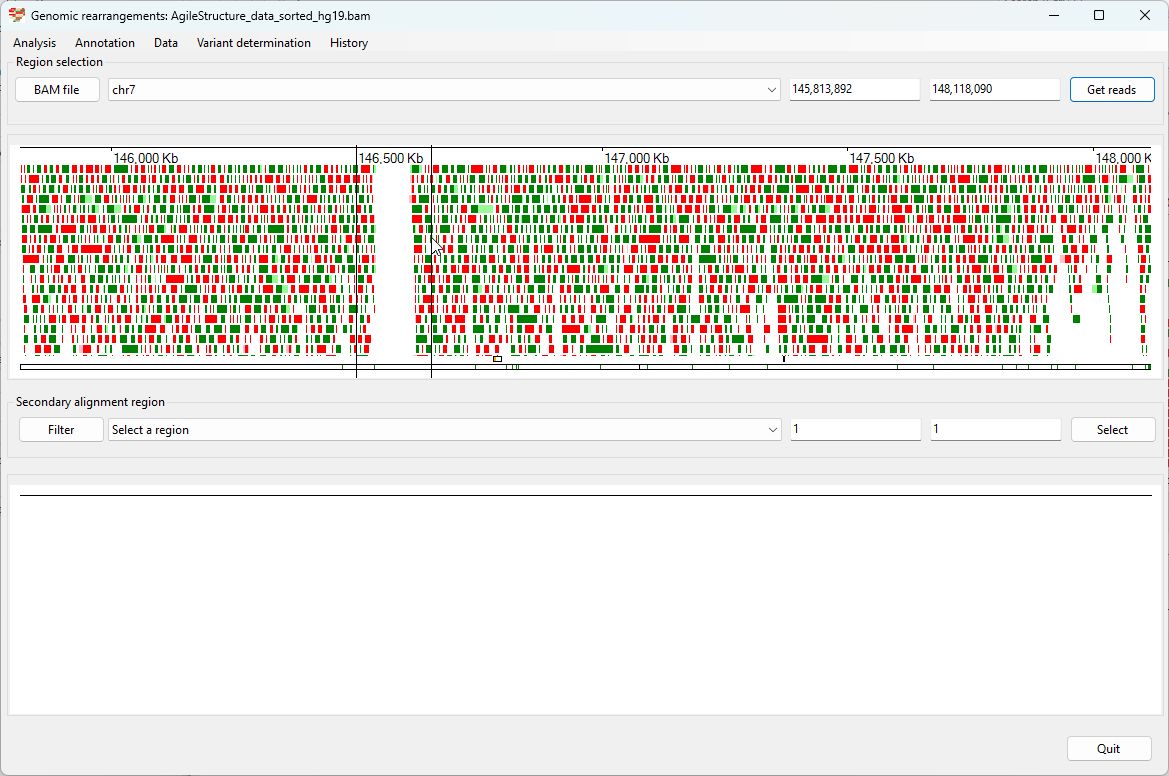 Genomic rearrangements: AgileStructure_data_sorted_hg19.bam
Analysis Annotation Data Variant determination History
Region selection
BAM file chr7 145,813,892 148,118,090 Get reads
146,000 Kb 146,500 Kb 147,000 Kb 147,500 Kb 148,000 K
Secondary alignment region
Filter Select a region 1 1 Select
Quit